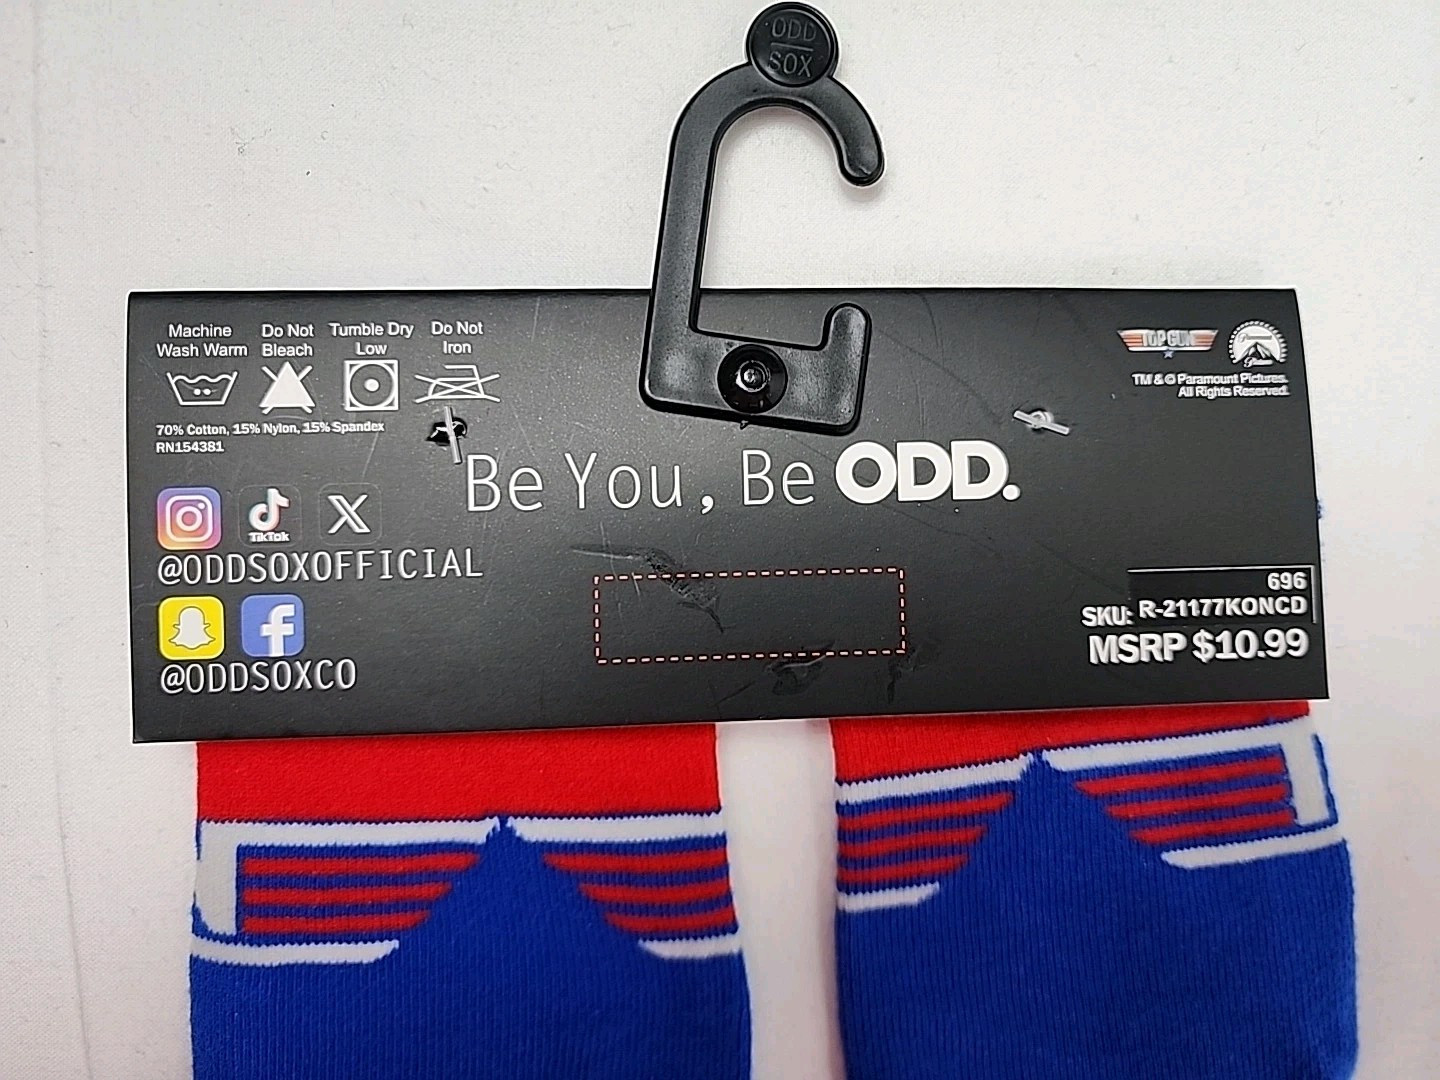 ODD
SOX
Machine
Wash Warm
Do Not
Bleach
Tumble Dry
Low
Do Not
Iron
70% Cotton, 15% Nylon, 15% Spandex
RN154381
TOP GUN
Paramount
Pictures
TM & © Paramount Pictures.
All Rights Reserved.
Be You, Be ODD.
TikTok
@ODDSOXOFFICIAL
@ODDSOXCO
696
SKU: R-21177KONCD
MSRP $10.99